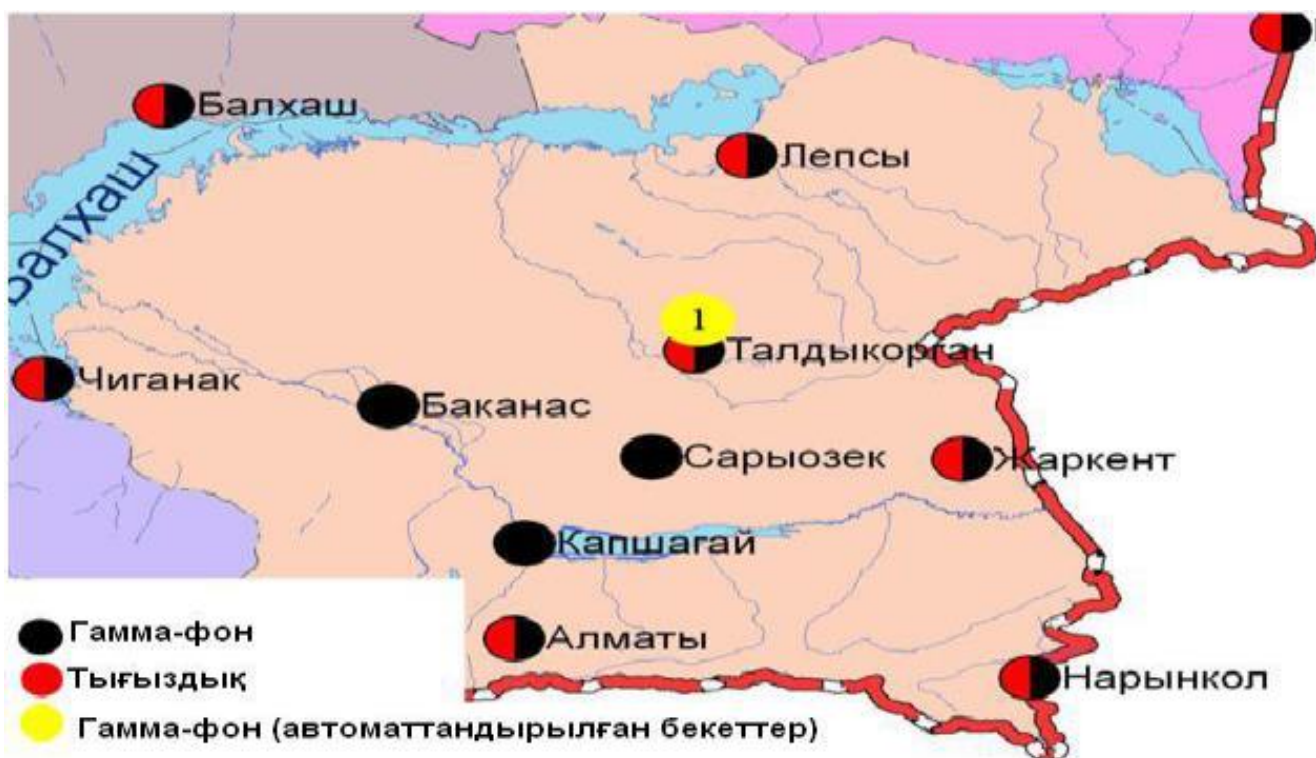 Балхаш
Лепсы
Балхаш
1
Талдыкорган
Чиганак
Баканас
Сарыозек
Жаркент
Капшагай
Алматы
Нарынкол
Гамма-фон
Тығыздық
Гамма-фон (автоматтандырылған бекеттер)